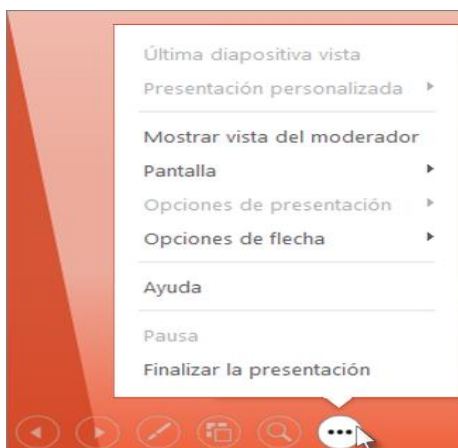 Última diapositiva vista
Presentación personalizada
Mostrar vista del moderador
Pantalla
Opciones de presentación
Opciones de flecha
Ayuda
Pausa
Finalizar la presentación